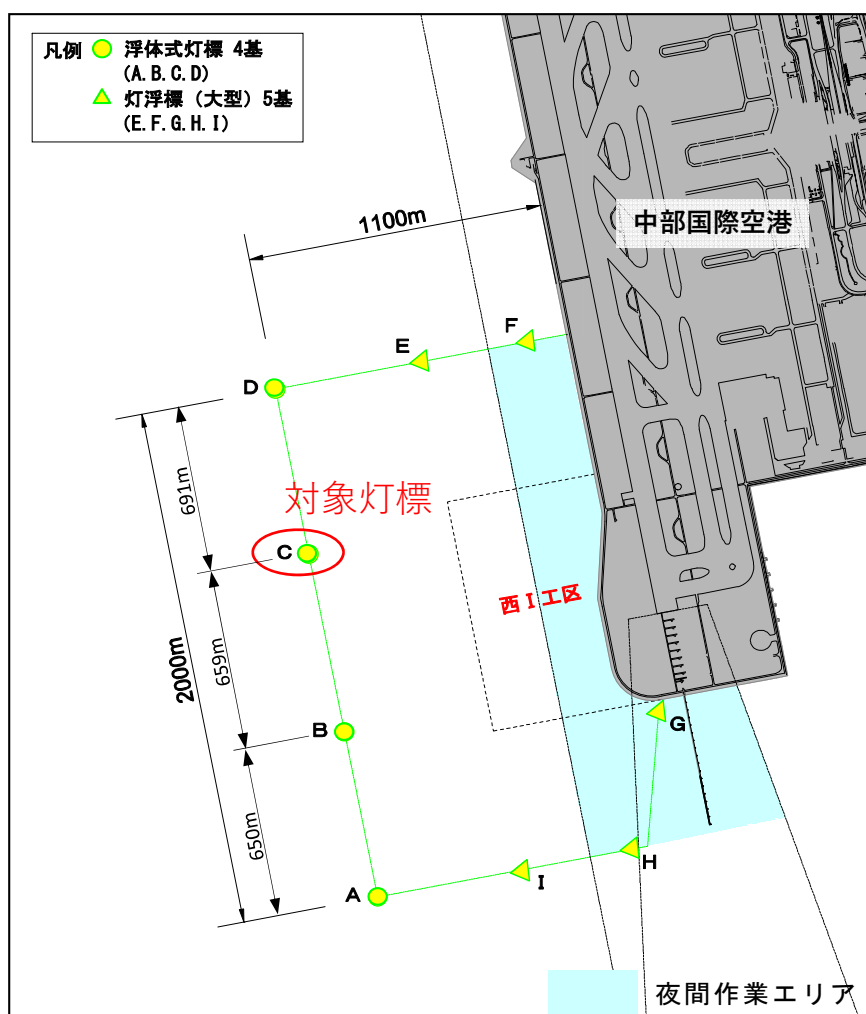 凡例 浮体式灯標 4基
(A.B.C.D)
灯浮標（大型）5基
(E.F.G.H.I)
中部国際空港
1100m
F
E
D
対象灯標
691m
C
西Ⅰ工区
2000m
659m
G
B
650m
H
I
A
夜間作業エリア